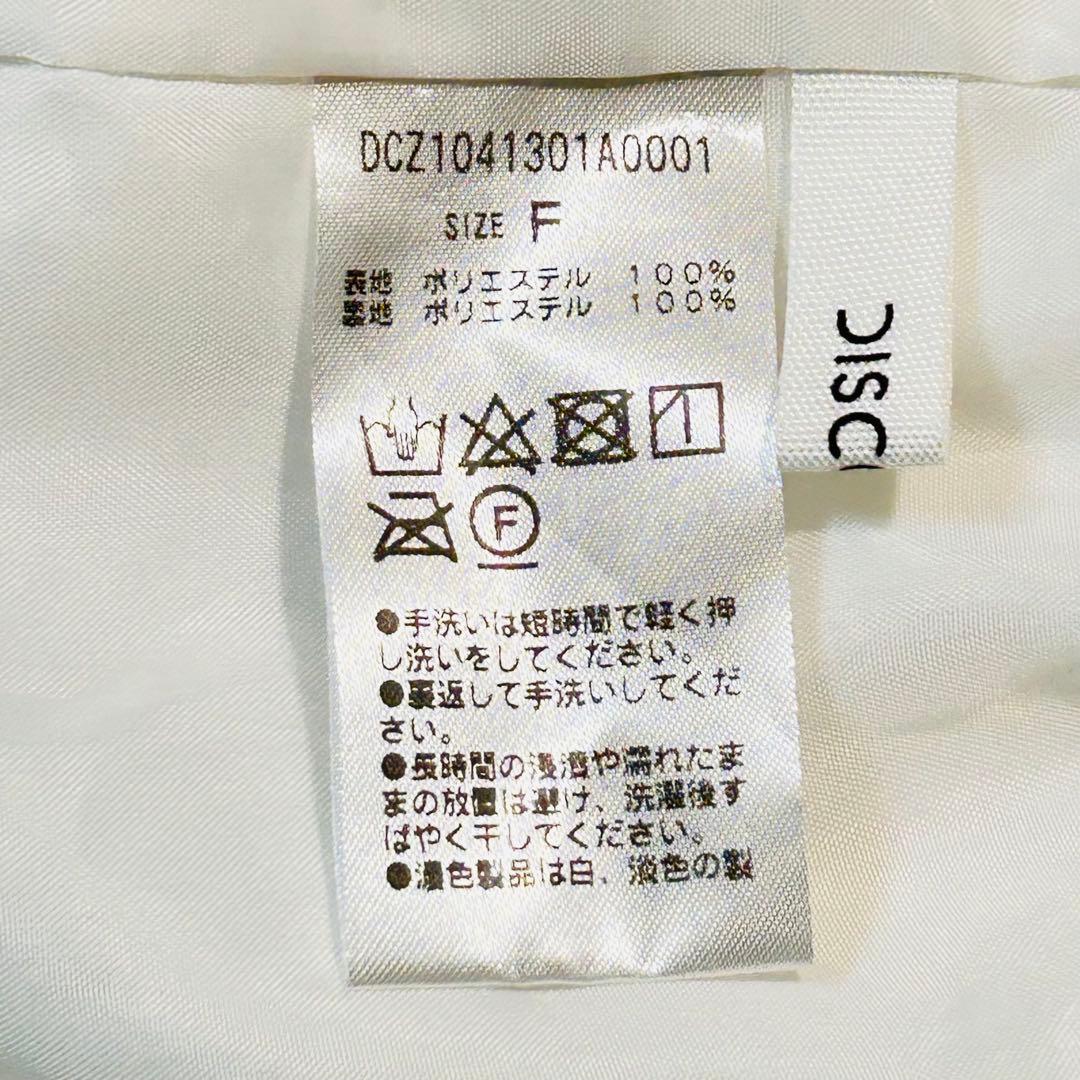 DCZ1041301A0001
SIZE F
表地 ポリエステル 100%
裏地 ポリエステル 100%
F
●手洗いは短時間で軽く押
し洗いをしてください。
●裏返して手洗いしてくだ
さい。
●長時間の浸漬や濡れたま
まの放置は避け、洗濯後す
ばやく干してください。
●淡色製品は白、淡色の製
DISC